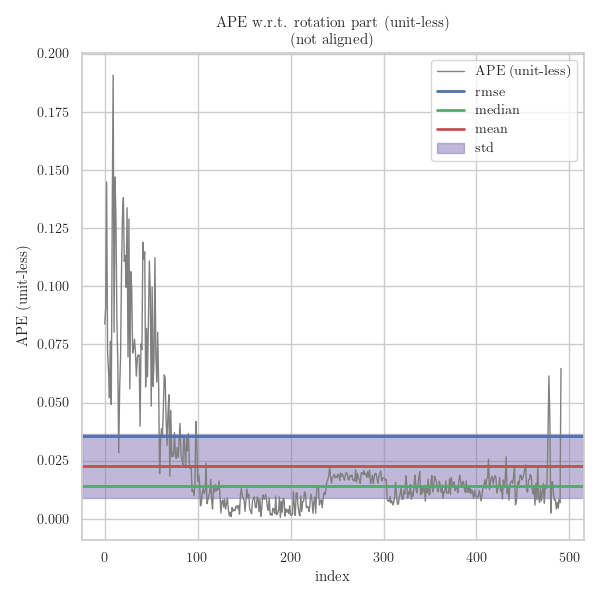 APE w.r.t. rotation part (unit-less)
(not aligned)
APE (unit-less)
rmse
median
mean
std
0.200
0.175
0.150
0.125
0.100
0.075
0.050
0.025
0.000
APE (unit-less)
0 100 200 300 400 500
index